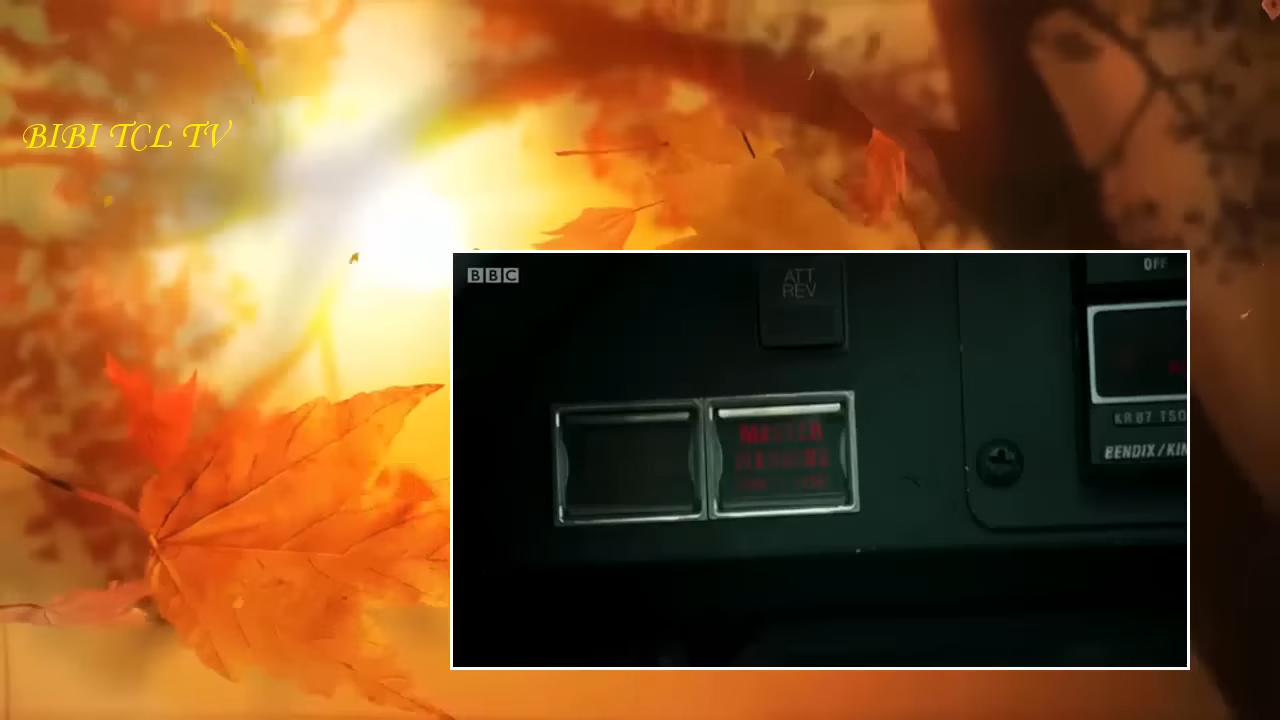 BIBI TCL TV
BBC
ATT
REV
OFF
MASTER
KR 87 TSO
BENDIX/KIN